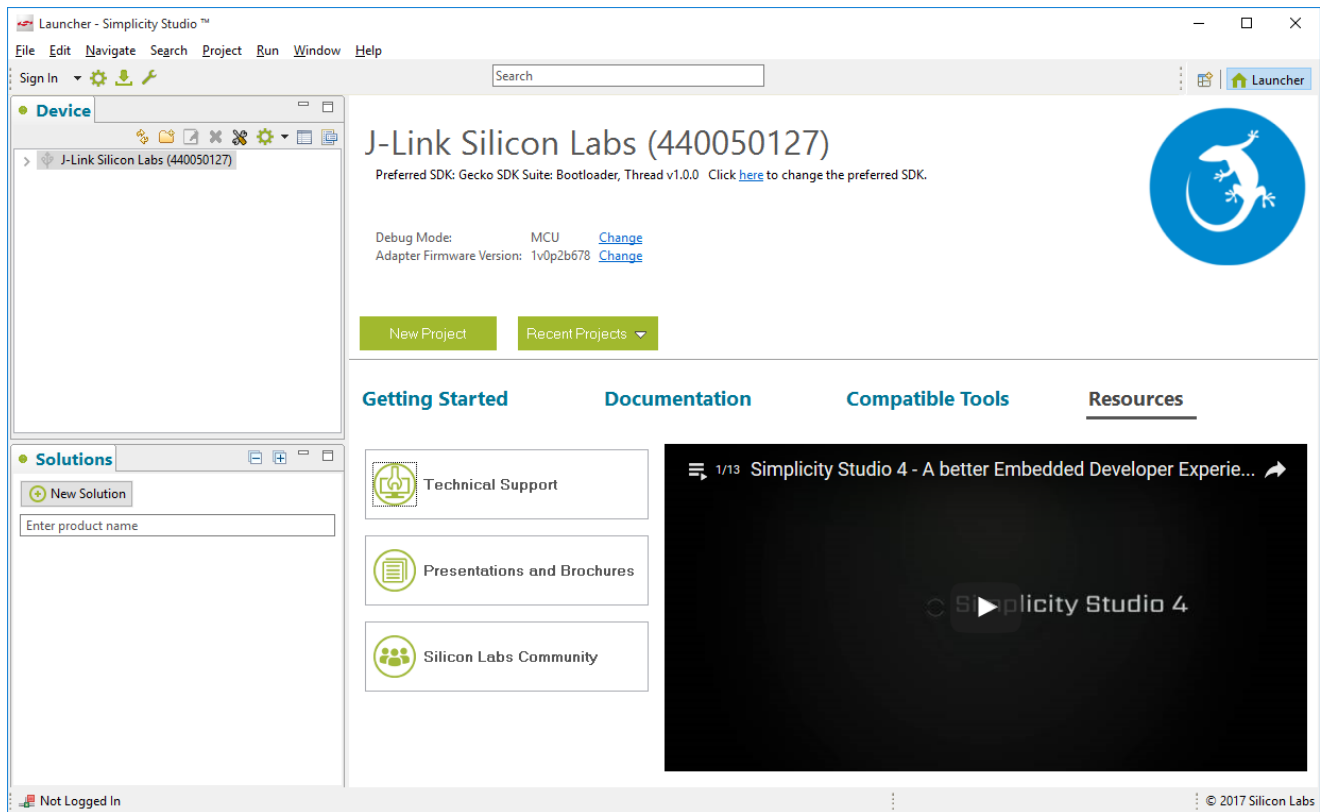 Launcher - Simplicity Studio ™
File Edit Navigate Search Project Run Window Help
Sign In
Search
Launcher
Device
J-Link Silicon Labs (440050127)
J-Link Silicon Labs (440050127)
Preferred SDK: Gecko SDK Suite: Bootloader, Thread v1.0.0 Click here to change the preferred SDK.
Debug Mode: MCU Change
Adapter Firmware Version: 1v0p2b678 Change
New Project
Recent Projects
Getting Started Documentation Compatible Tools Resources
Solutions
New Solution
Enter product name
Technical Support
Presentations and Brochures
Silicon Labs Community
1/13 Simplicity Studio 4 - A better Embedded Developer Experie...
Simplicity Studio 4
Not Logged In
© 2017 Silicon Labs